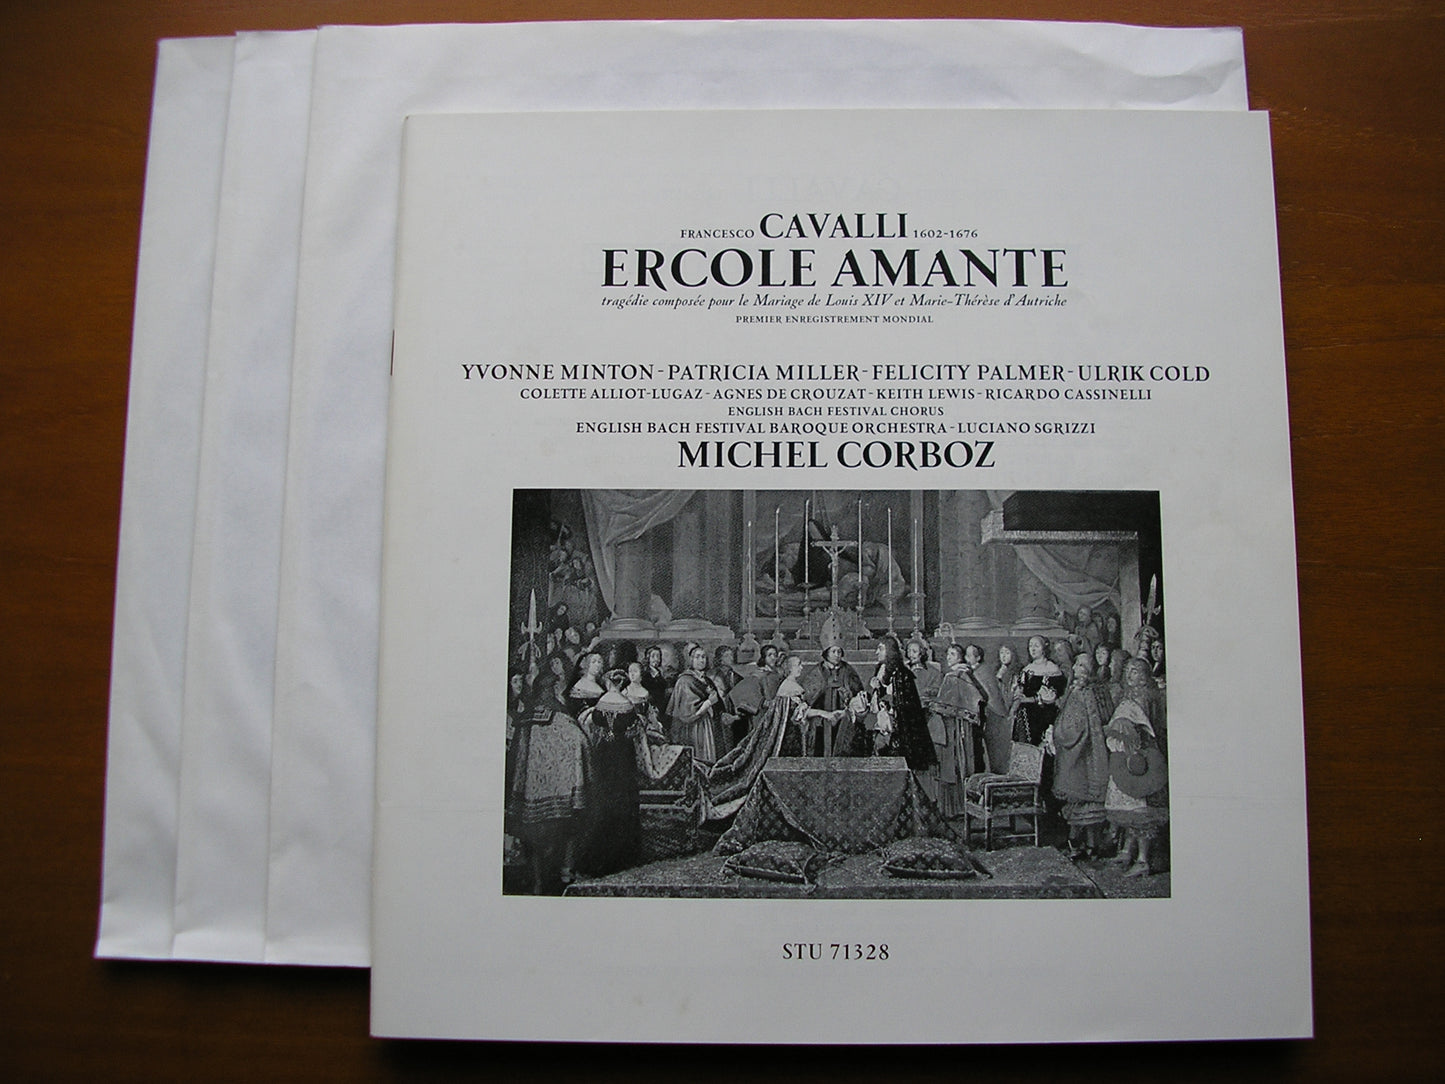 FRANCESCO CAVALLI 1602-1676
ERCOLE AMANTE
tragédie composée pour le Mariage de Louis XIV et Marie-Thérèse d'Autriche
PREMIER ENREGISTREMENT MONDIAL
YVONNE MINTON - PATRICIA MILLER - FELICITY PALMER - ULRIK COLD
COLETTE ALLIOT-LUGAZ - AGNES DE CROUZAT - KEITH LEWIS - RICARDO CASSINELLI
ENGLISH BACH FESTIVAL CHORUS
ENGLISH BACH FESTIVAL BAROQUE ORCHESTRA - LUCIANO SGRIZZI
MICHEL CORBOZ
STU 71328